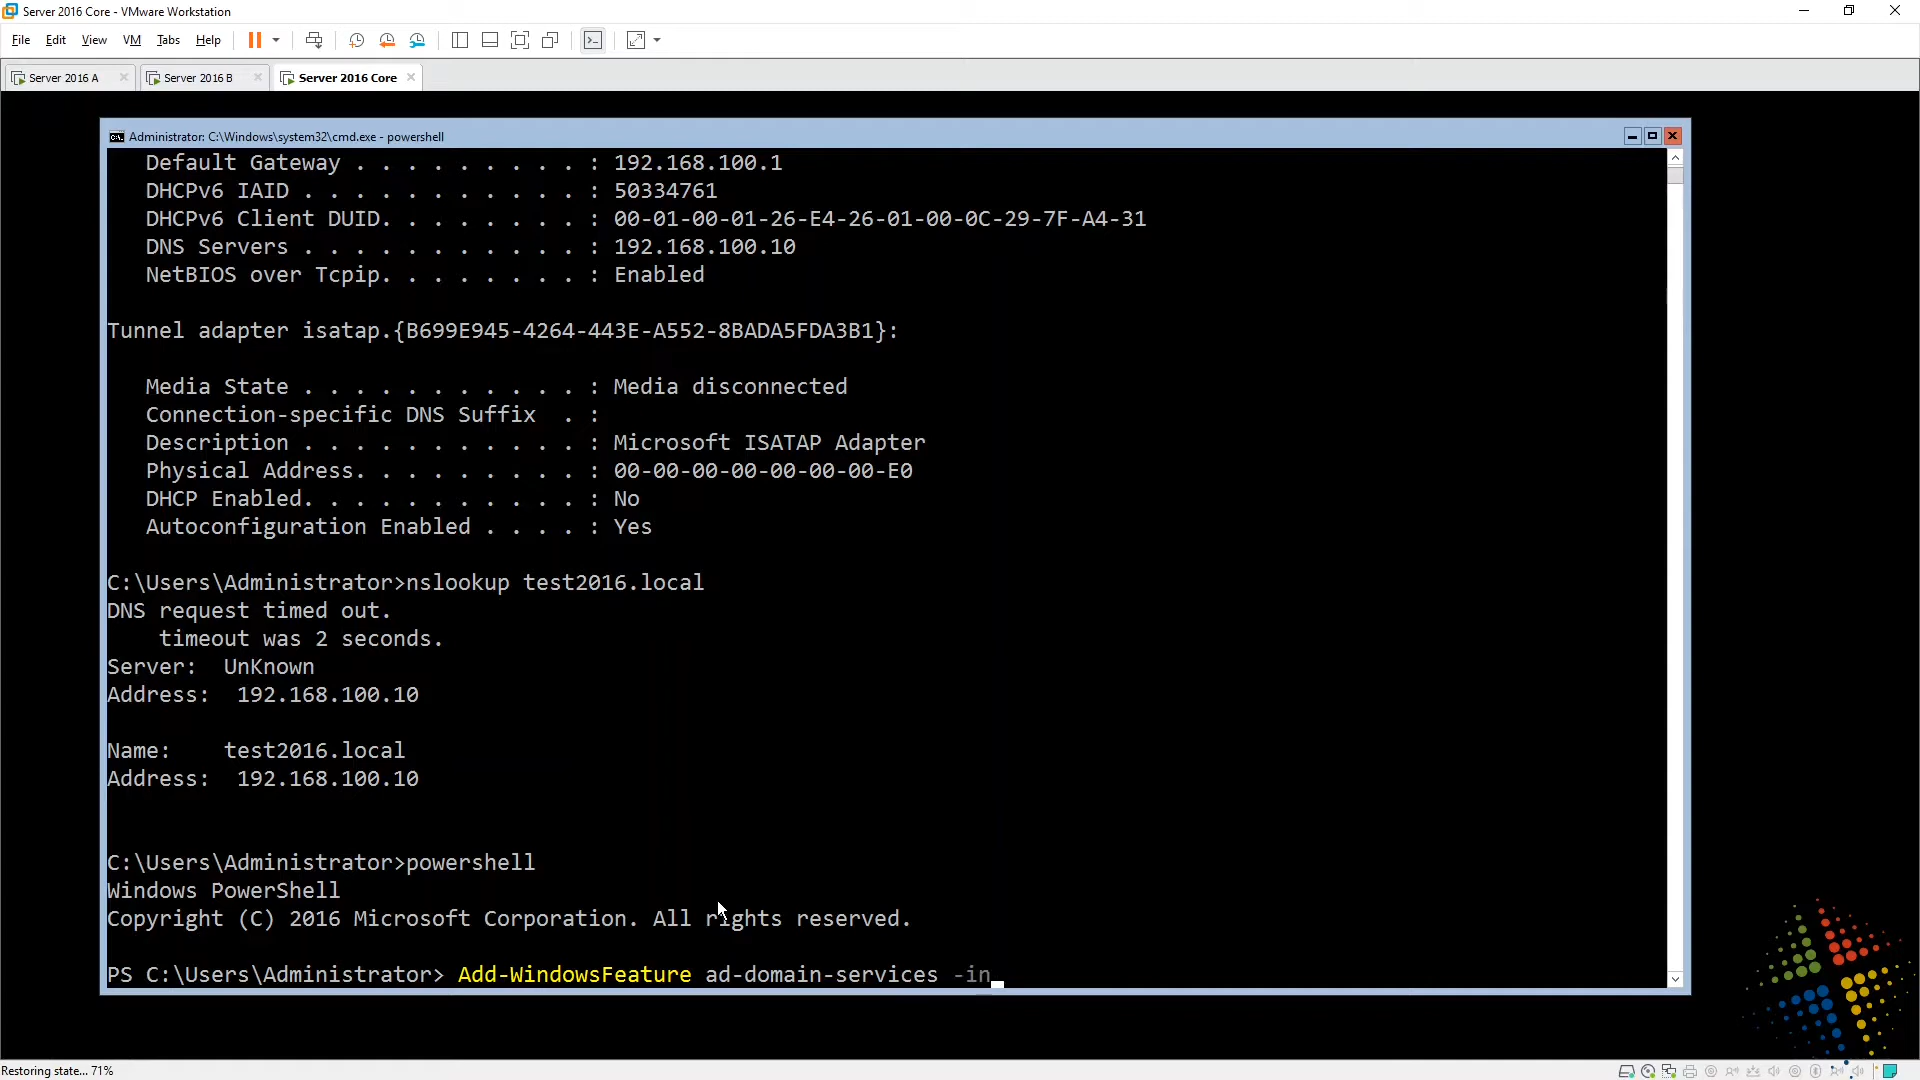 Server 2016 Core - VMware Workstation
File Edit View VM Tabs Help
Server 2016 A Server 2016 B Server 2016 Core
Administrator: C:\Windows\system32\cmd.exe - powershell
Default Gateway . . . . . . . . . : 192.168.100.1
DHCPv6 IAID . . . . . . . . . . . : 50334761
DHCPv6 Client DUID. . . . . . . . : 00-01-00-01-26-E4-26-01-00-0C-29-7F-A4-31
DNS Servers . . . . . . . . . . . : 192.168.100.10
NetBIOS over Tcpip. . . . . . . . : Enabled
Tunnel adapter isatap.{B699E945-4264-443E-A552-8BADA5FDA3B1}:
Media State . . . . . . . . . . . : Media disconnected
Connection-specific DNS Suffix  . :
Description . . . . . . . . . . . : Microsoft ISATAP Adapter
Physical Address. . . . . . . . . : 00-00-00-00-00-00-00-E0
DHCP Enabled. . . . . . . . . . . : No
Autoconfiguration Enabled . . . . : Yes
C:\Users\Administrator>nslookup test2016.local
DNS request timed out.
timeout was 2 seconds.
Server:  UnKnown
Address:  192.168.100.10
Name:    test2016.local
Address:  192.168.100.10
C:\Users\Administrator>powershell
Windows PowerShell
Copyright (C) 2016 Microsoft Corporation. All rights reserved.
PS C:\Users\Administrator> Add-WindowsFeature ad-domain-services -in
Restoring state... 71%